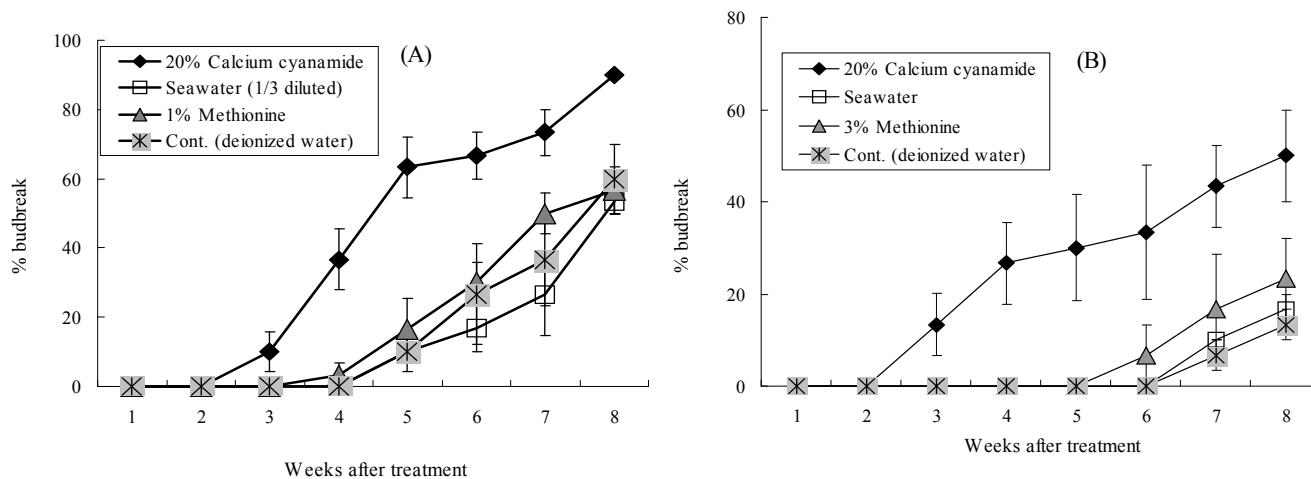 (A)
100
80
60
40
20
0
% budbreak
20% Calcium cyanamide
Seawater (1/3 diluted)
1% Methionine
Cont. (deionized water)
1 2 3 4 5 6 7 8
Weeks after treatment
(B)
80
60
40
20
0
% budbreak
20% Calcium cyanamide
Seawater
3% Methionine
Cont. (deionized water)
1 2 3 4 5 6 7 8
Weeks after treatment